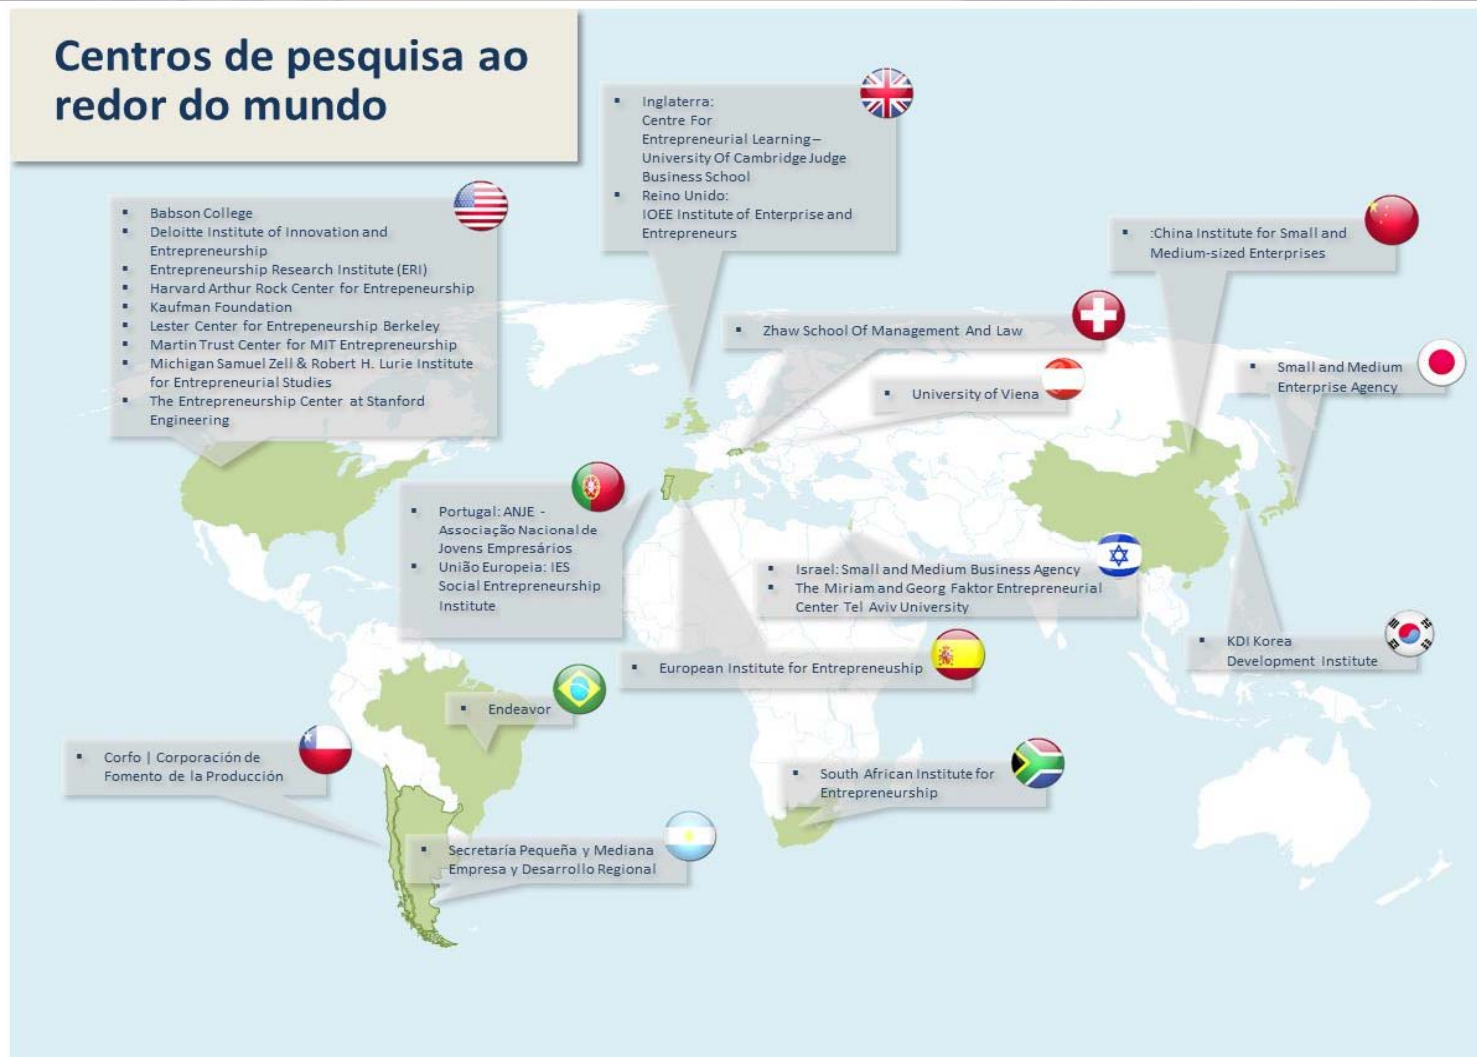 Centros de pesquisa ao
redor do mundo
▪ Inglaterra:
Centre For
Entrepreneurial Learning –
University Of Cambridge Judge
Business School
▪ Reino Unido:
IOEE Institute of Enterprise and
Entrepreneurs
▪ Babson College
▪ Deloitte Institute of Innovation and
Entrepreneurship
▪ Entrepreneurship Research Institute (ERI)
▪ Harvard Arthur Rock Center for Entrepeneurship
▪ Kaufman Foundation
▪ Lester Center for Entrepeneurship Berkeley
▪ Martin Trust Center for MIT Entrepreneurship
▪ Michigan Samuel Zell & Robert H. Lurie Institute
for Entrepreneurial Studies
▪ The Entrepreneurship Center at Stanford
Engineering
▪ :China Institute for Small and
Medium-sized Enterprises
▪ Zhaw School Of Management And Law
▪ Small and Medium
Enterprise Agency
▪ University of Viena
▪ Portugal: ANJE -
Associação Nacional de
Jovens Empresários
▪ União Europeia: IES
Social Entrepreneurship
Institute
▪ Israel: Small and Medium Business Agency
▪ The Miriam and Georg Faktor Entrepreneurial
Center Tel Aviv University
▪ KDI Korea
Development Institute
▪ European Institute for Entrepreneuship
▪ Endeavor
▪ Corfo | Corporación de
Fomento de la Producción
▪ South African Institute for
Entrepreneurship
▪ Secretaría Pequeña y Mediana
Empresa y Desarrollo Regional